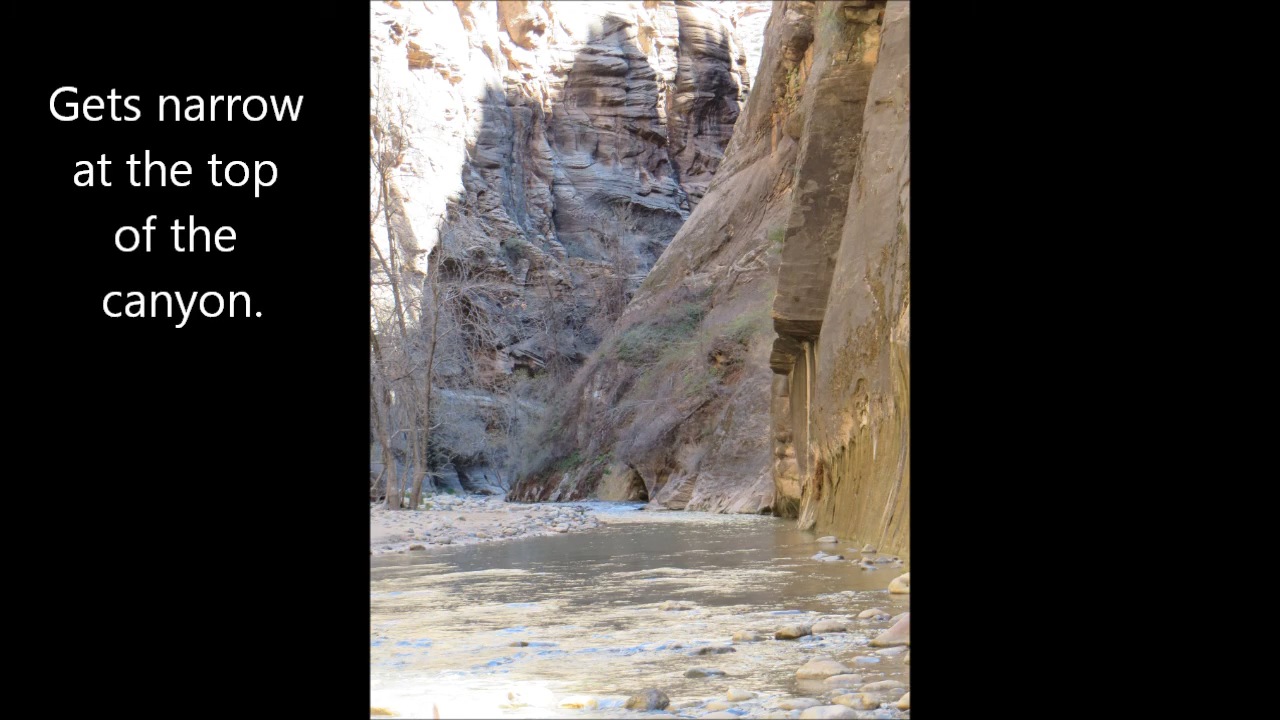 Gets narrow
at the top
of the
canyon.